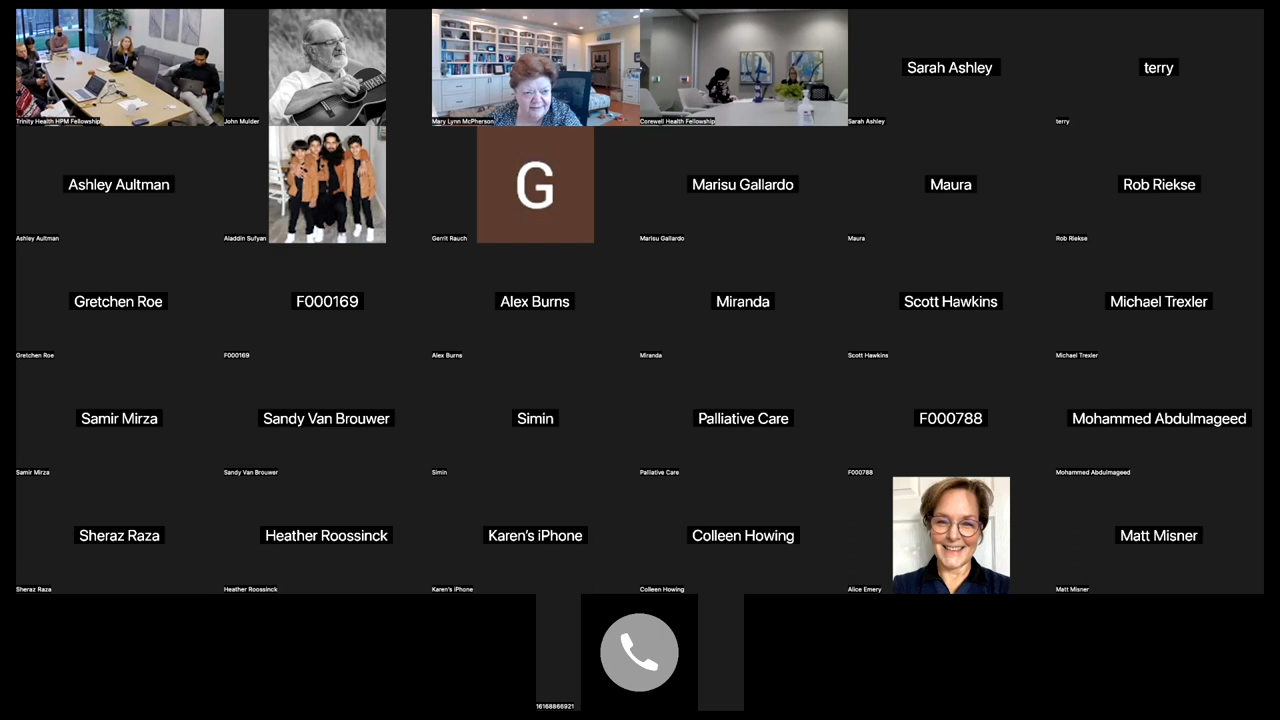 Trinity Health HPM Fellowship
John Mulder
Mary Lynn McPherson
Corewell Health Fellowship
Sarah Ashley
Sarah Ashley
terry
terry
Ashley Aultman
Ashley Aultman
Aladdin Sufyan
G
Gerrit Rauch
Marisu Gallardo
Marisu Gallardo
Maura
Maura
Rob Riekse
Rob Riekse
Gretchen Roe
Gretchen Roe
F000169
F000169
Alex Burns
Alex Burns
Miranda
Miranda
Scott Hawkins
Scott Hawkins
Michael Trexler
Michael Trexler
Samir Mirza
Samir Mirza
Sandy Van Brouwer
Sandy Van Brouwer
Simin
Simin
Palliative Care
Palliative Care
F000788
F000788
Mohammed Abdulmageed
Mohammed Abdulmageed
Sheraz Raza
Sheraz Raza
Heather Roossinck
Heather Roossinck
Karen's iPhone
Karen's iPhone
Colleen Howing
Colleen Howing
Alice Emery
Matt Misner
Matt Misner
16168866921